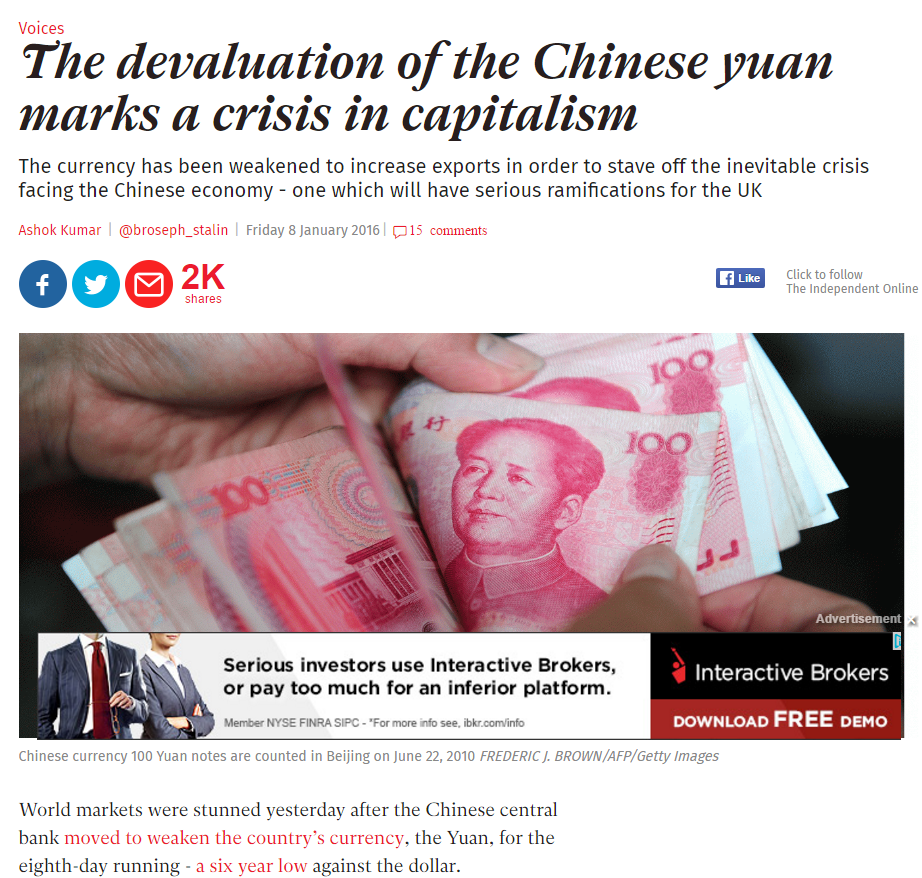 Voices
The devaluation of the Chinese yuan
marks a crisis in capitalism
The currency has been weakened to increase exports in order to stave off the inevitable crisis
facing the Chinese economy - one which will have serious ramifications for the UK
Ashok Kumar | @broseph_stalin | Friday 8 January 2016 | 15 comments
2K
shares
f Like
Click to follow
The Independent Online
100
100
100
行
Advertisement
Serious investors use Interactive Brokers,
or pay too much for an inferior platform.
Member NYSE FINRA SIPC - *For more info see, ibkr.com/info
Interactive Brokers
DOWNLOAD FREE DEMO
Chinese currency 100 Yuan notes are counted in Beijing on June 22, 2010 FREDERIC J. BROWN/AFP/Getty Images
World markets were stunned yesterday after the Chinese central
bank moved to weaken the country's currency, the Yuan, for the
eighth-day running - a six year low against the dollar.